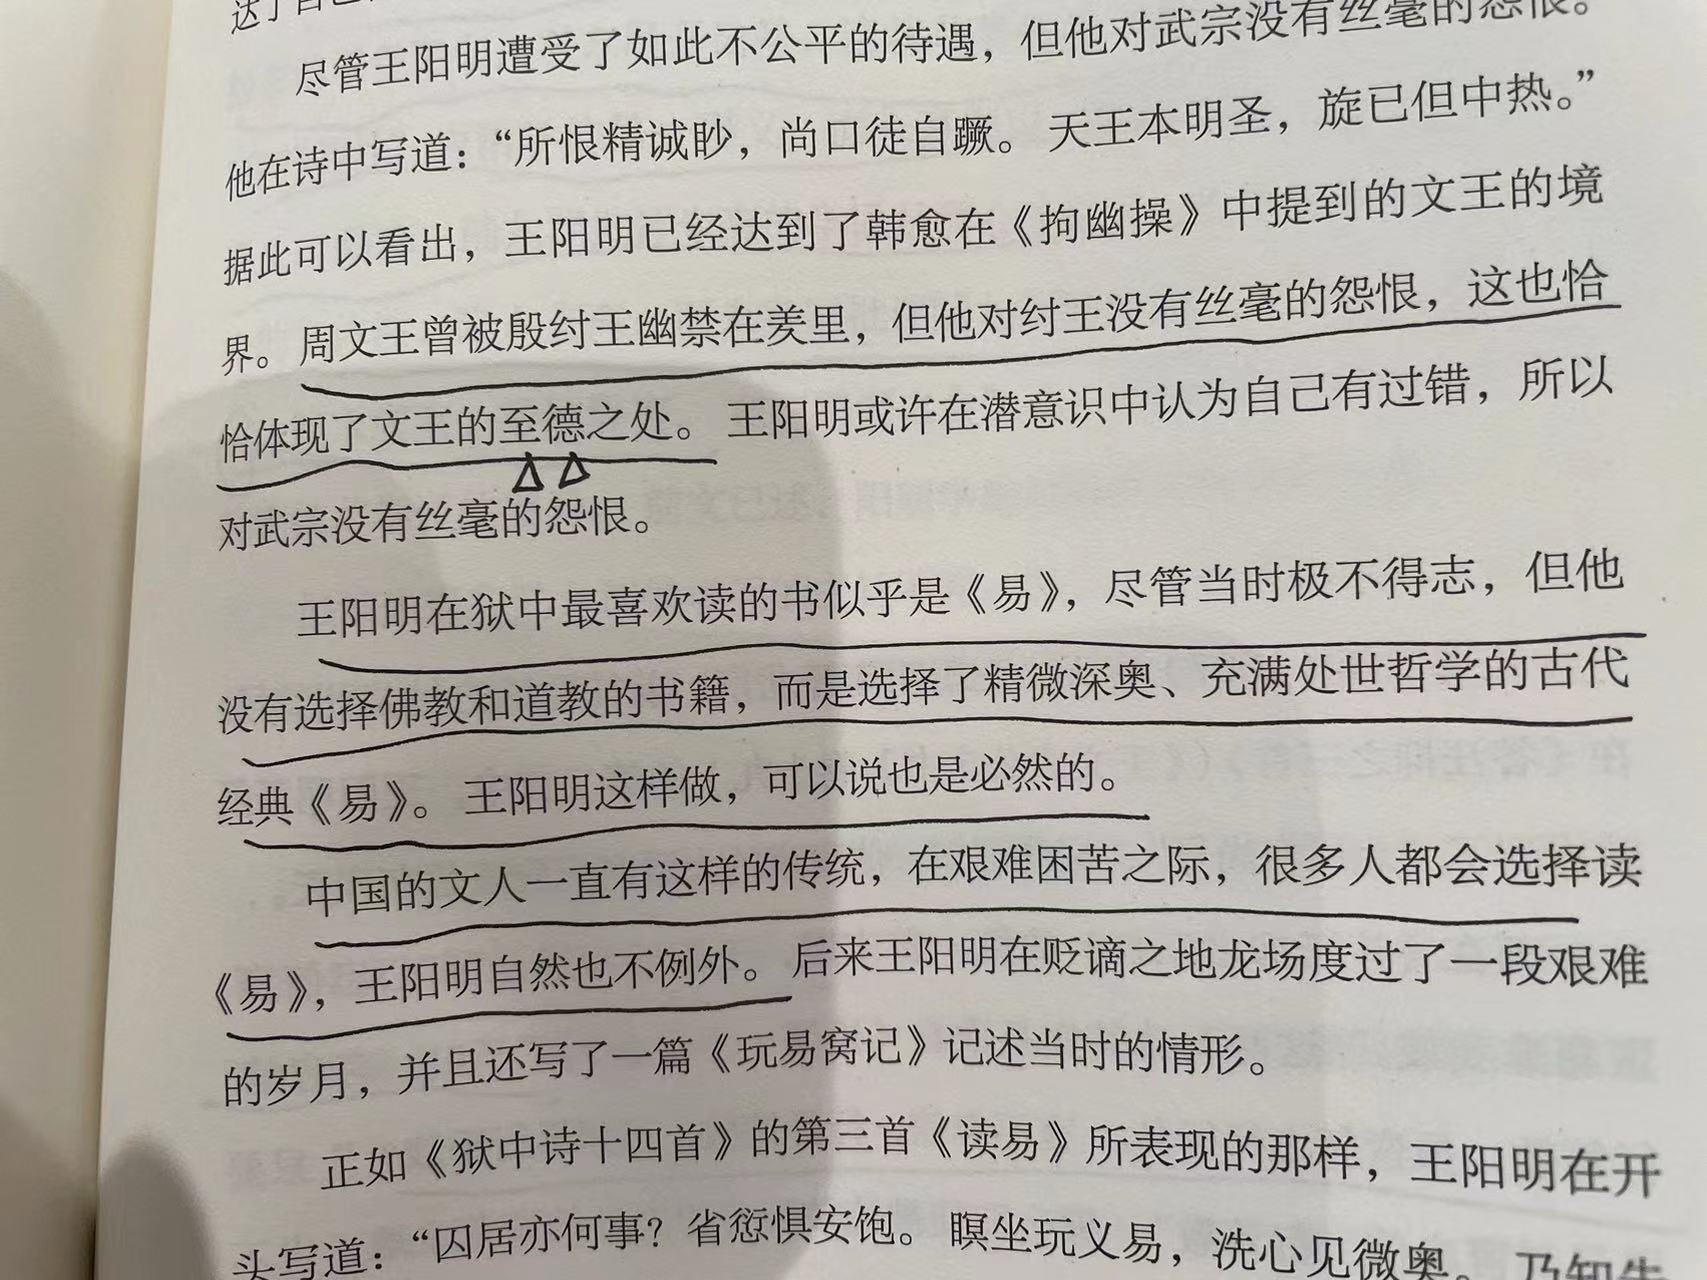 达了自己
尽管王阳明遭受了如此不公平的待遇，但他对武宗没有丝毫的怨恨。
他在诗中写道：“所恨精诚眇，尚口徒自蹶。天王本明圣，旋已但中热。”
据此可以看出，王阳明已经达到了韩愈在《拘幽操》中提到的文王的境
界。周文王曾被殷纣王幽禁在羑里，但他对纣王没有丝毫的怨恨，这也恰
恰体现了文王的至德之处。王阳明或许在潜意识中认为自己有过错，所以
对武宗没有丝毫的怨恨。
王阳明在狱中最喜欢读的书似乎是《易》，尽管当时极不得志，但他
没有选择佛教和道教的书籍，而是选择了精微深奥、充满处世哲学的古代
经典《易》。王阳明这样做，可以说也是必然的。
中国的文人一直有这样的传统，在艰难困苦之际，很多人都会选择读
《易》，王阳明自然也不例外。后来王阳明在贬谪之地龙场度过了一段艰难
的岁月，并且还写了一篇《玩易窝记》记述当时的情形。
正如《狱中诗十四首》的第三首《读易》所表现的那样，王阳明在开
头写道：“囚居亦何事？省愆惧安饱。瞑坐玩义易，洗心见微奥。乃知先